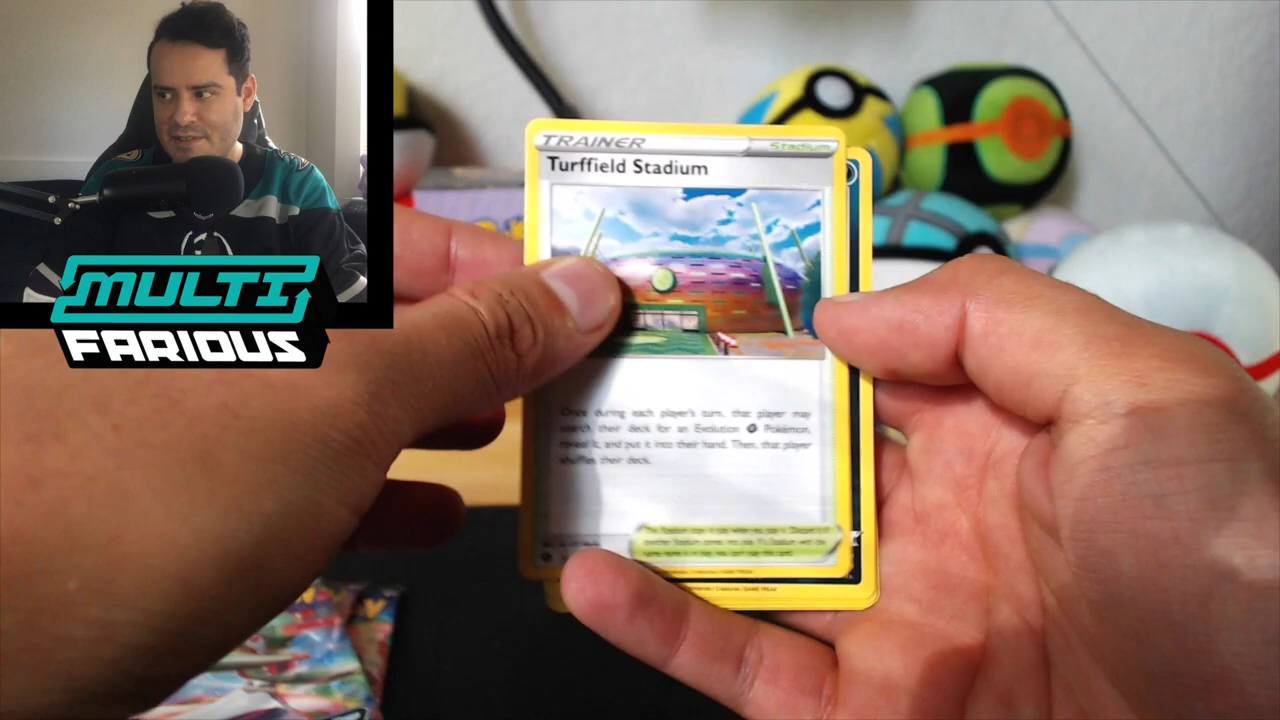 MULTI
FARIOUS
TRAINER
Stadium
Turffield Stadium
Once during each player's turn, that player may
search their deck for an Evolution Pokémon,
reveal it, and put it into their hand. Then, that player
shuffles their deck.